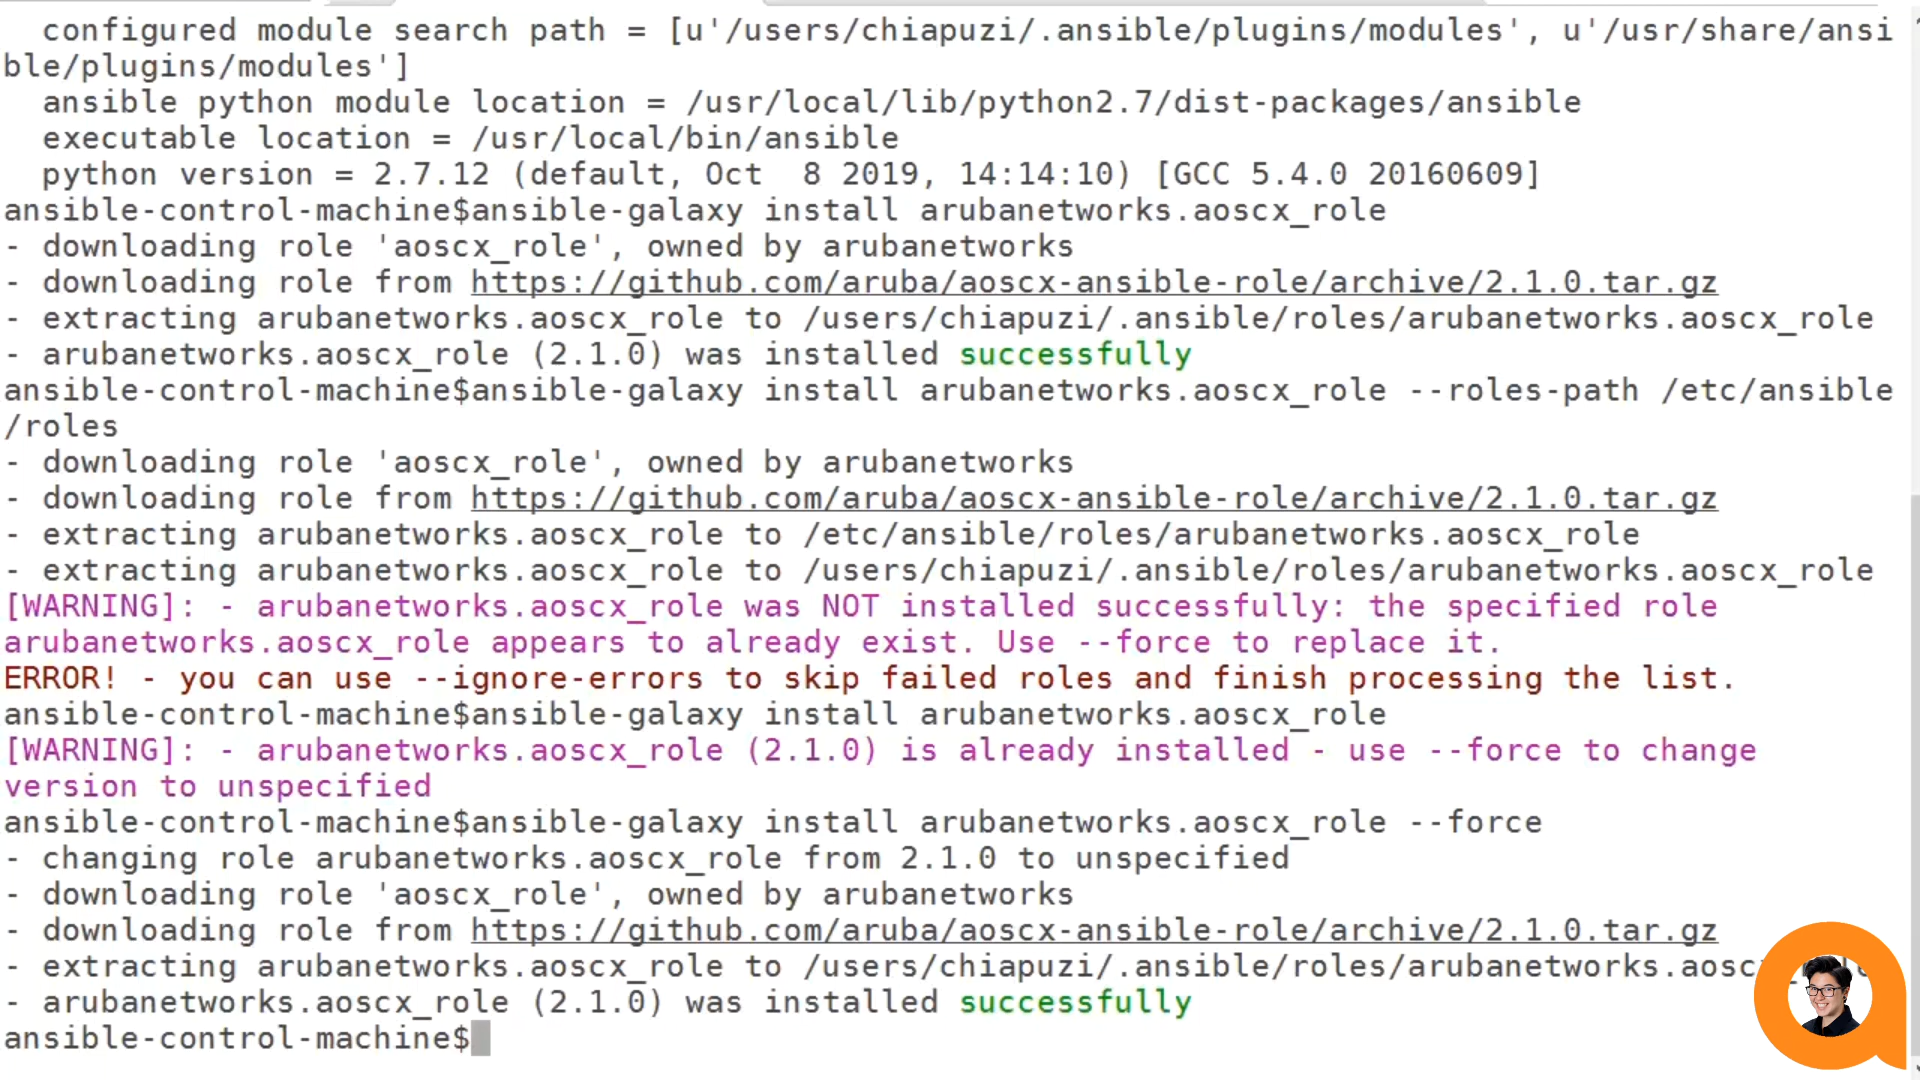 configured module search path = [u'/users/chiapuzi/.ansible/plugins/modules', u'/usr/share/ansi
ble/plugins/modules']
  ansible python module location = /usr/local/lib/python2.7/dist-packages/ansible
  executable location = /usr/local/bin/ansible
  python version = 2.7.12 (default, Oct  8 2019, 14:14:10) [GCC 5.4.0 20160609]
ansible-control-machine$ansible-galaxy install arubanetworks.aoscx_role
- downloading role 'aoscx_role', owned by arubanetworks
- downloading role from https://github.com/aruba/aoscx-ansible-role/archive/2.1.0.tar.gz
- extracting arubanetworks.aoscx_role to /users/chiapuzi/.ansible/roles/arubanetworks.aoscx_role
- arubanetworks.aoscx_role (2.1.0) was installed successfully
ansible-control-machine$ansible-galaxy install arubanetworks.aoscx_role --roles-path /etc/ansible
/roles
- downloading role 'aoscx_role', owned by arubanetworks
- downloading role from https://github.com/aruba/aoscx-ansible-role/archive/2.1.0.tar.gz
- extracting arubanetworks.aoscx_role to /etc/ansible/roles/arubanetworks.aoscx_role
- extracting arubanetworks.aoscx_role to /users/chiapuzi/.ansible/roles/arubanetworks.aoscx_role
[WARNING]: - arubanetworks.aoscx_role was NOT installed successfully: the specified role
arubanetworks.aoscx_role appears to already exist. Use --force to replace it.
ERROR! - you can use --ignore-errors to skip failed roles and finish processing the list.
ansible-control-machine$ansible-galaxy install arubanetworks.aoscx_role
[WARNING]: - arubanetworks.aoscx_role (2.1.0) is already installed - use --force to change
version to unspecified
ansible-control-machine$ansible-galaxy install arubanetworks.aoscx_role --force
- changing role arubanetworks.aoscx_role from 2.1.0 to unspecified
- downloading role 'aoscx_role', owned by arubanetworks
- downloading role from https://github.com/aruba/aoscx-ansible-role/archive/2.1.0.tar.gz
- extracting arubanetworks.aoscx_role to /users/chiapuzi/.ansible/roles/arubanetworks.aosc
- arubanetworks.aoscx_role (2.1.0) was installed successfully
ansible-control-machine$